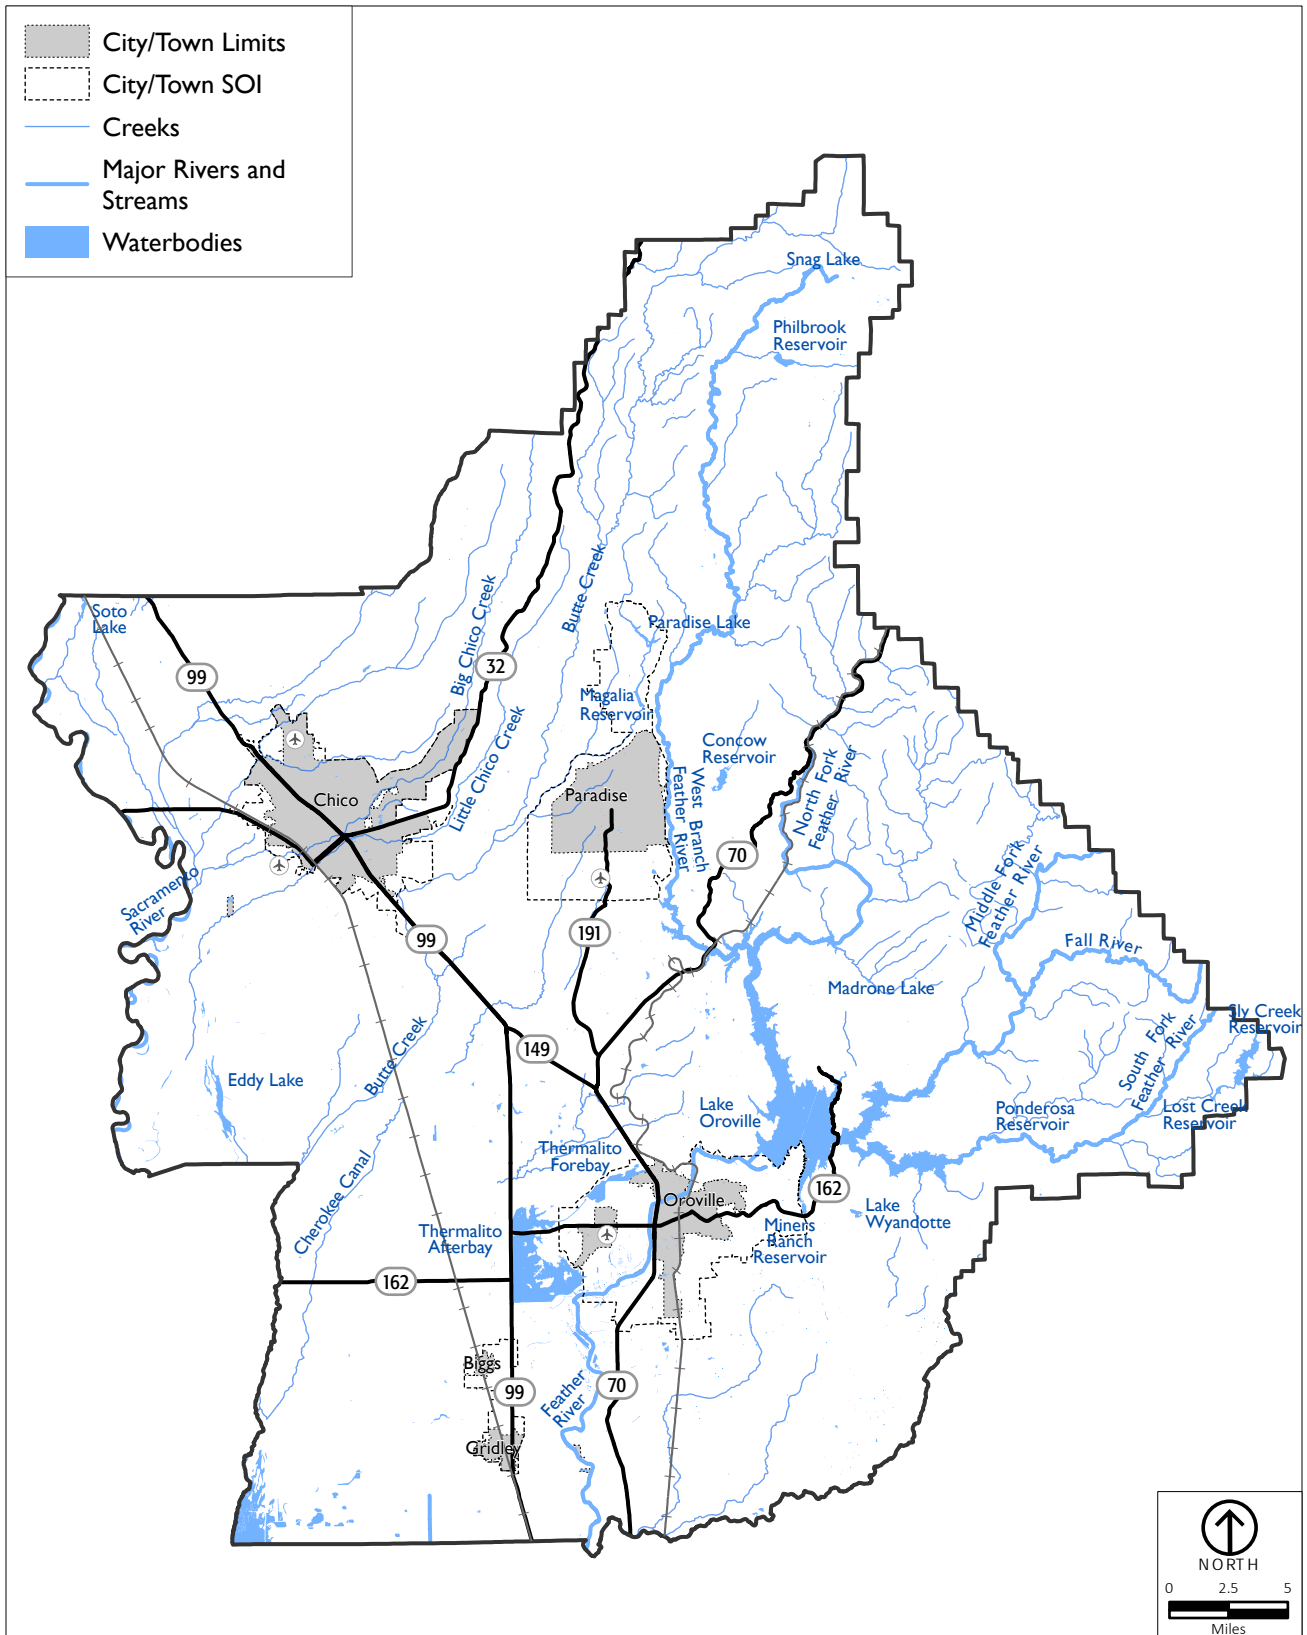 City/Town Limits
City/Town SOI
Creeks
Major Rivers and
Streams
Waterbodies
Snag Lake
Philbrook
Reservoir
Soto
Lake
99
Big Chico Creek
32
Butte Creek
Paradise Lake
Magalia
Reservoir
Little Chico Creek
Concow
Reservoir
North Fork
Feather River
West Branch
Feather River
Chico
Paradise
70
Sacramento
River
Middle Fork
Feather River
Fall River
99
191
Madrone Lake
Sly Creek
Reservoir
South Fork
Feather River
149
Butte Creek
Eddy Lake
Lake
Oroville
Ponderosa
Reservoir
Lost Creek
Reservoir
Thermalito
Forebay
Cherokee Canal
Oroville
162
Lake
Wyandotte
Thermalito
Afterbay
Miners
Ranch
Reservoir
162
Biggs
99
Feather
River
70
Gridley
NORTH
0 2.5 5
Miles